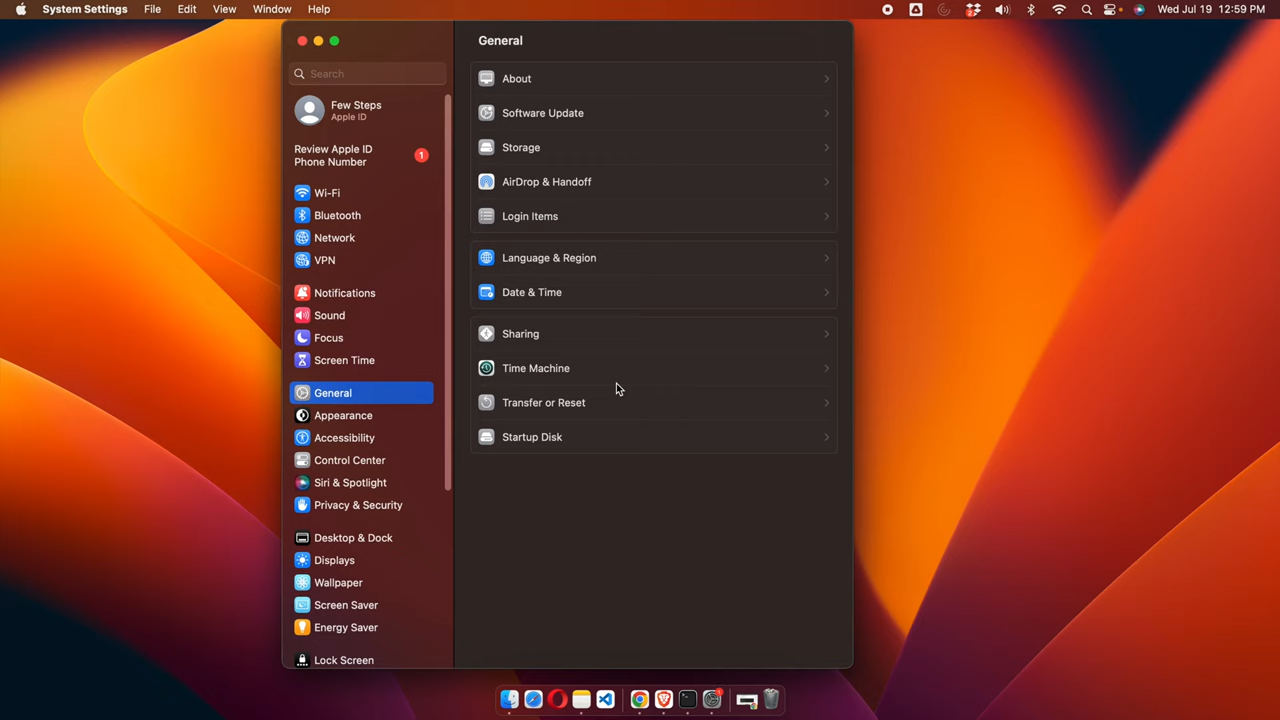 System Settings File Edit View Window Help Wed Jul 19 12:59 PM
Search
Few Steps
Apple ID
Review Apple ID
Phone Number
1
Wi-Fi
Bluetooth
Network
VPN
Notifications
Sound
Focus
Screen Time
General
Appearance
Accessibility
Control Center
Siri & Spotlight
Privacy & Security
Desktop & Dock
Displays
Wallpaper
Screen Saver
Energy Saver
Lock Screen
General
About
Software Update
Storage
AirDrop & Handoff
Login Items
Language & Region
Date & Time
Sharing
Time Machine
Transfer or Reset
Startup Disk